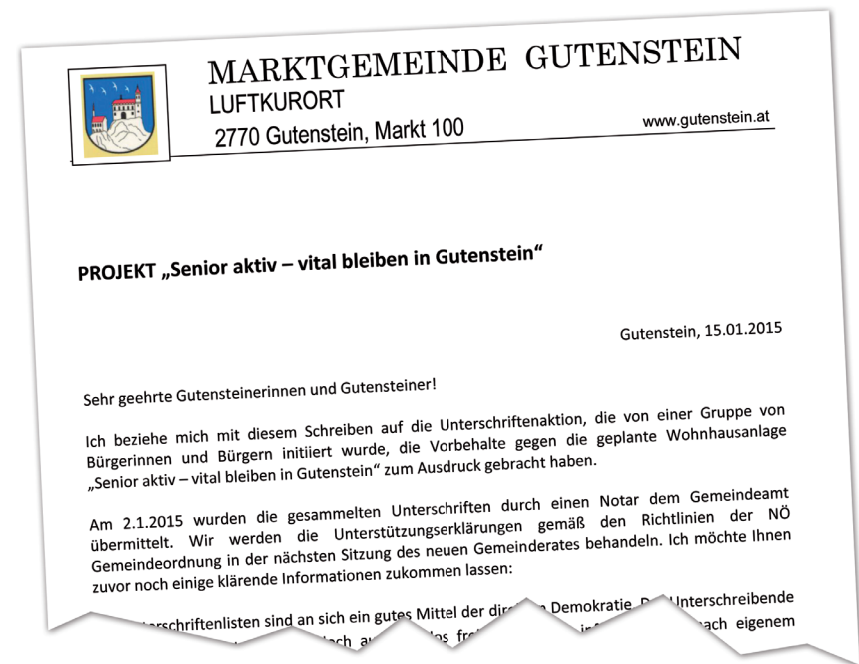 MARKTGEMEINDE GUTENSTEIN
LUFTKURORT
2770 Gutenstein, Markt 100
www.gutenstein.at
PROJEKT „Senior aktiv – vital bleiben in Gutenstein“
Gutenstein, 15.01.2015
Sehr geehrte Gutensteinerinnen und Gutensteiner!
Ich beziehe mich mit diesem Schreiben auf die Unterschriftenaktion, die von einer Gruppe von
Bürgerinnen und Bürgern initiiert wurde, die Vorbehalte gegen die geplante Wohnhausanlage
„Senior aktiv – vital bleiben in Gutenstein“ zum Ausdruck gebracht haben.
Am 2.1.2015 wurden die gesammelten Unterschriften durch einen Notar dem Gemeindeamt
übermittelt. Wir werden die Unterstützungserklärungen gemäß den Richtlinien der NÖ
Gemeindeordnung in der nächsten Sitzung des neuen Gemeinderates behandeln. Ich möchte Ihnen
zuvor noch einige klärende Informationen zukommen lassen:
sind an sich ein gutes Mittel der Demokratie. Unterschreibende
eigenem